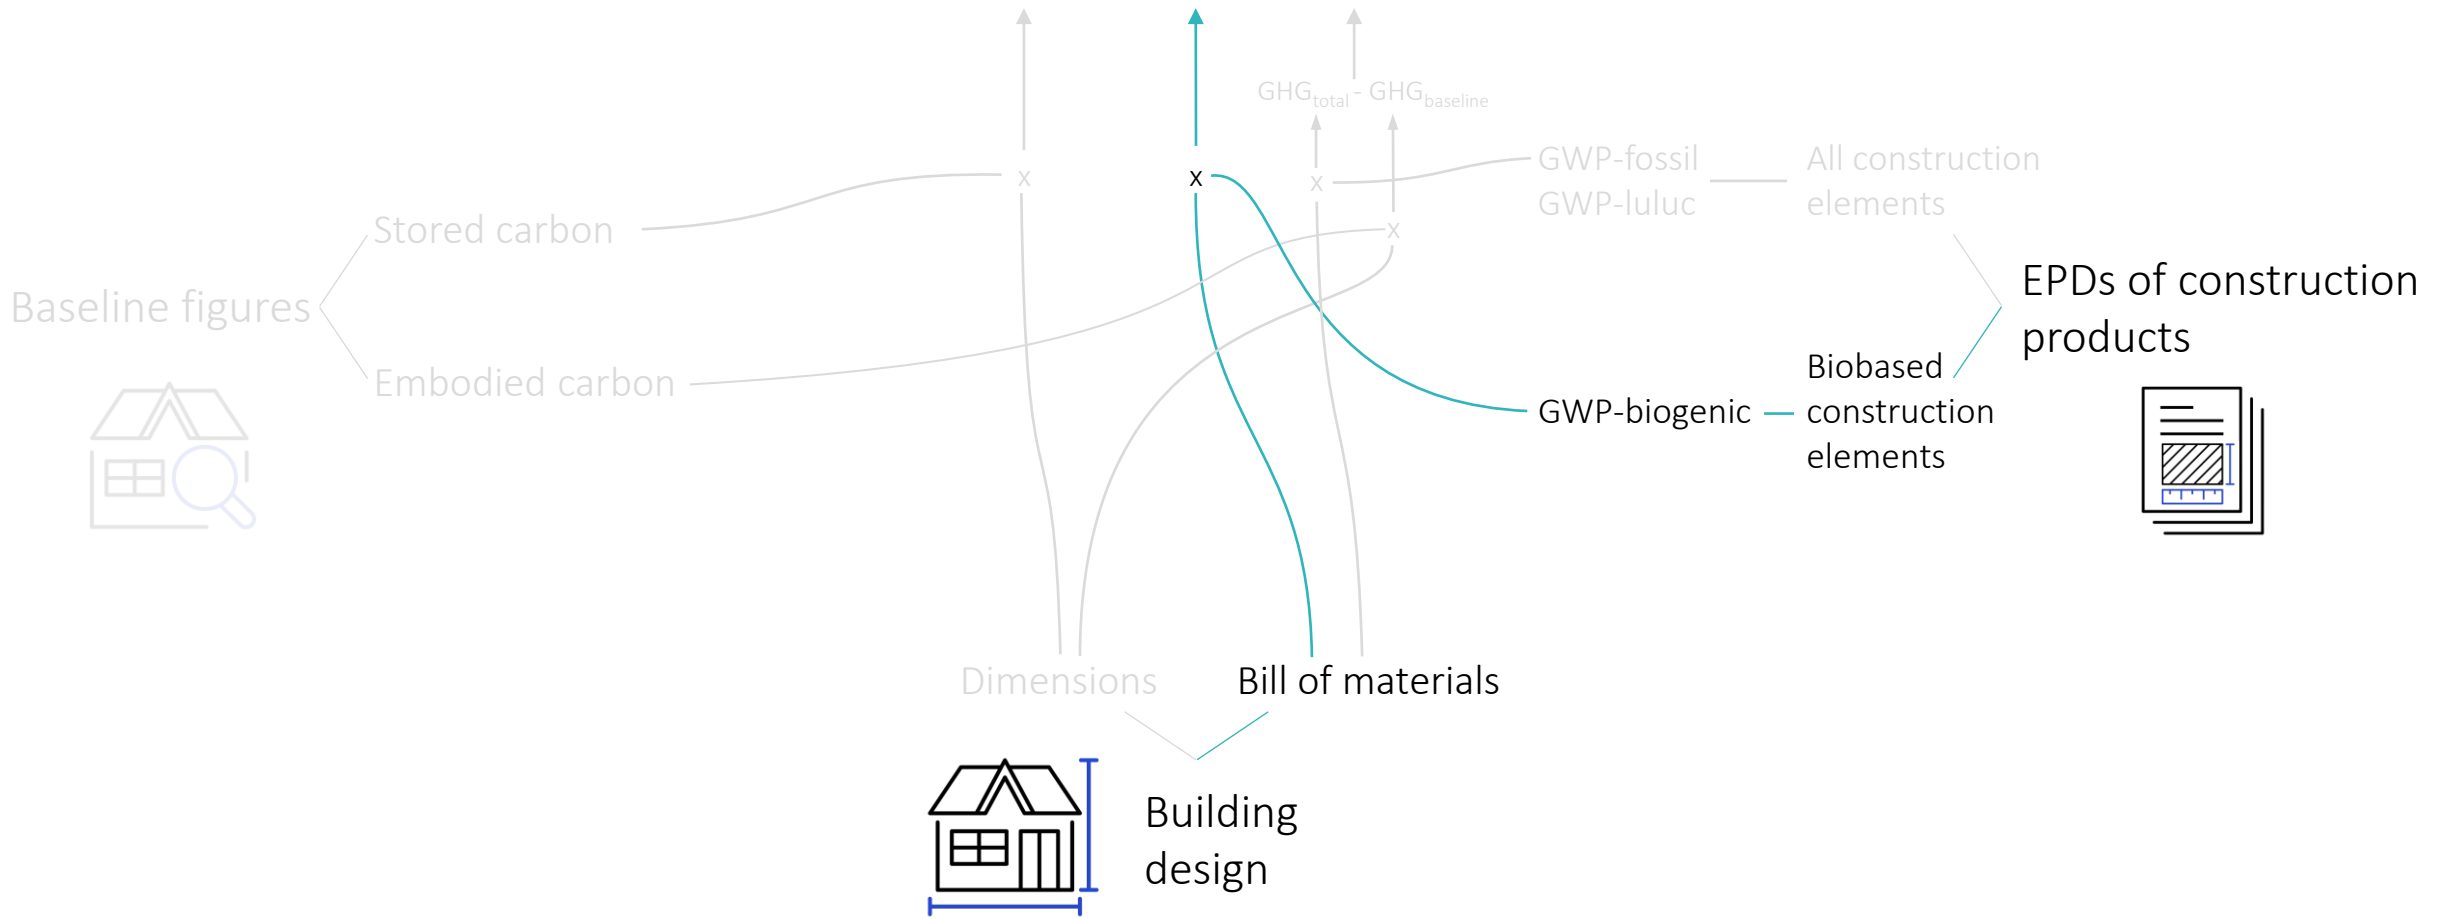 GHGtotal - GHGbaseline
x
x
x
x
GWP-fossil
GWP-luluc
All construction
elements
Stored carbon
Baseline figures
Embodied carbon
EPDs of construction
products
GWP-biogenic
Biobased
construction
elements
Dimensions
Bill of materials
Building
design